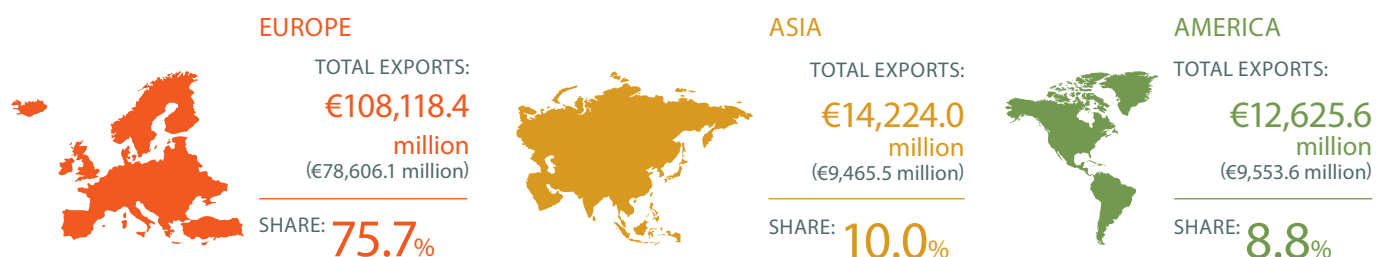 EUROPE
TOTAL EXPORTS:
€108,118.4
million
(€78,606.1 million)
SHARE: 75.7%
ASIA
TOTAL EXPORTS:
€14,224.0
million
(€9,465.5 million)
SHARE: 10.0%
AMERICA
TOTAL EXPORTS:
€12,625.6
million
(€9,553.6 million)
SHARE: 8.8%